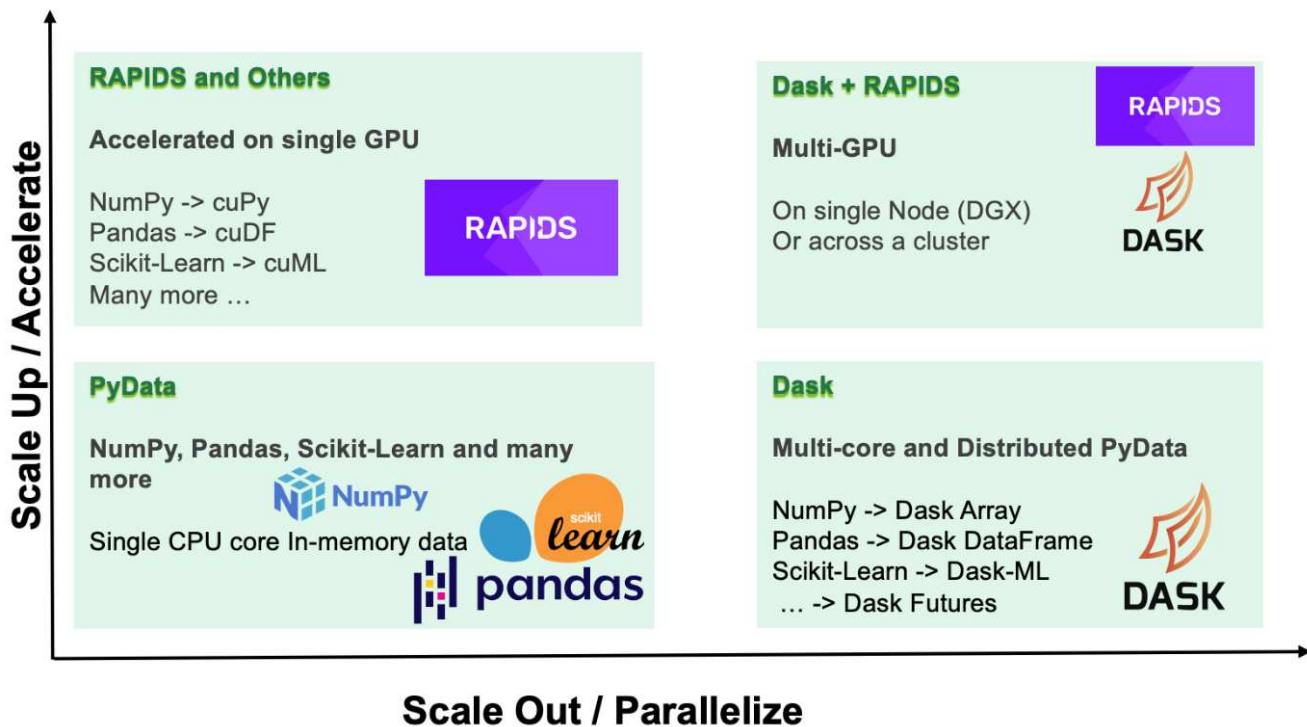 Scale Up / Accelerate
RAPIDS and Others
Accelerated on single GPU
NumPy -> cuPy
Pandas -> cuDF
Scikit-Learn -> cuML
Many more …
RAPIDS
Dask + RAPIDS
Multi-GPU
On single Node (DGX)
Or across a cluster
RAPIDS
DASK
PyData
NumPy, Pandas, Scikit-Learn and many
more
NumPy
Single CPU core In-memory data
scikit
learn
pandas
Dask
Multi-core and Distributed PyData
NumPy -> Dask Array
Pandas -> Dask DataFrame
Scikit-Learn -> Dask-ML
… -> Dask Futures
DASK
Scale Out / Parallelize